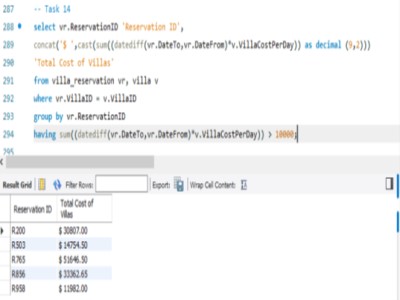 287 -- Task 14
288 select vr.ReservationID 'Reservation ID',
289 concat('$ ',cast(sum((datediff(vr.DateTo,vr.DateFrom)*v.VillaCostPerDay)) as decimal (9,2)))
290 'Total Cost of Villas'
291 from villa_reservation vr, villa v
292 where vr.VillaID = v.VillaID
293 group by vr.ReservationID
294 having sum((datediff(vr.DateTo,vr.DateFrom)*v.VillaCostPerDay)) > 10000;
295
Result Grid Filter Rows: Export: Wrap Cell Content:
Reservation ID Total Cost of Villas
R200 $ 30807.00
R503 $ 14754.50
R765 $ 51646.50
R856 $ 33362.65
R958 $ 11982.00